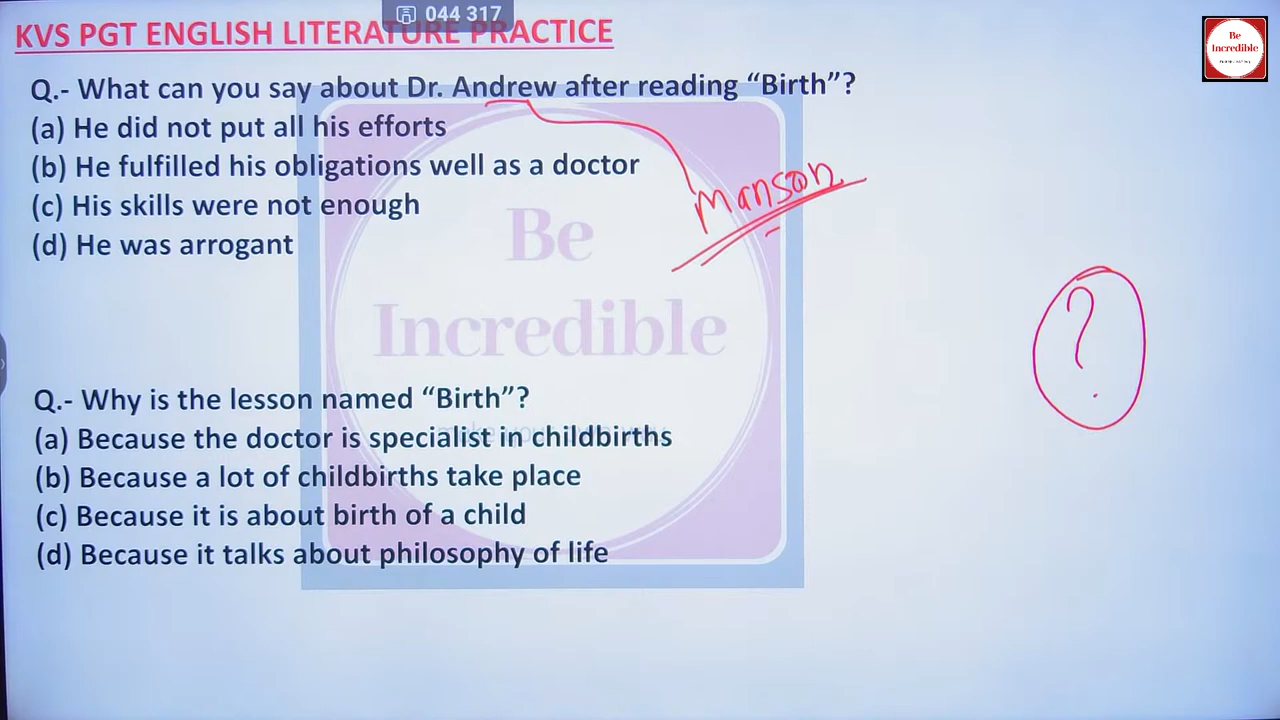 044 317
KVS PGT ENGLISH LITERATURE PRACTICE
Be
Incredible
Q.- What can you say about Dr. Andrew after reading “Birth”?
(a) He did not put all his efforts
(b) He fulfilled his obligations well as a doctor
Manson
(c) His skills were not enough
(d) He was arrogant
Be
Incredible
?
Q.- Why is the lesson named “Birth”?
(a) Because the doctor is specialist in childbirths
(b) Because a lot of childbirths take place
(c) Because it is about birth of a child
(d) Because it talks about philosophy of life